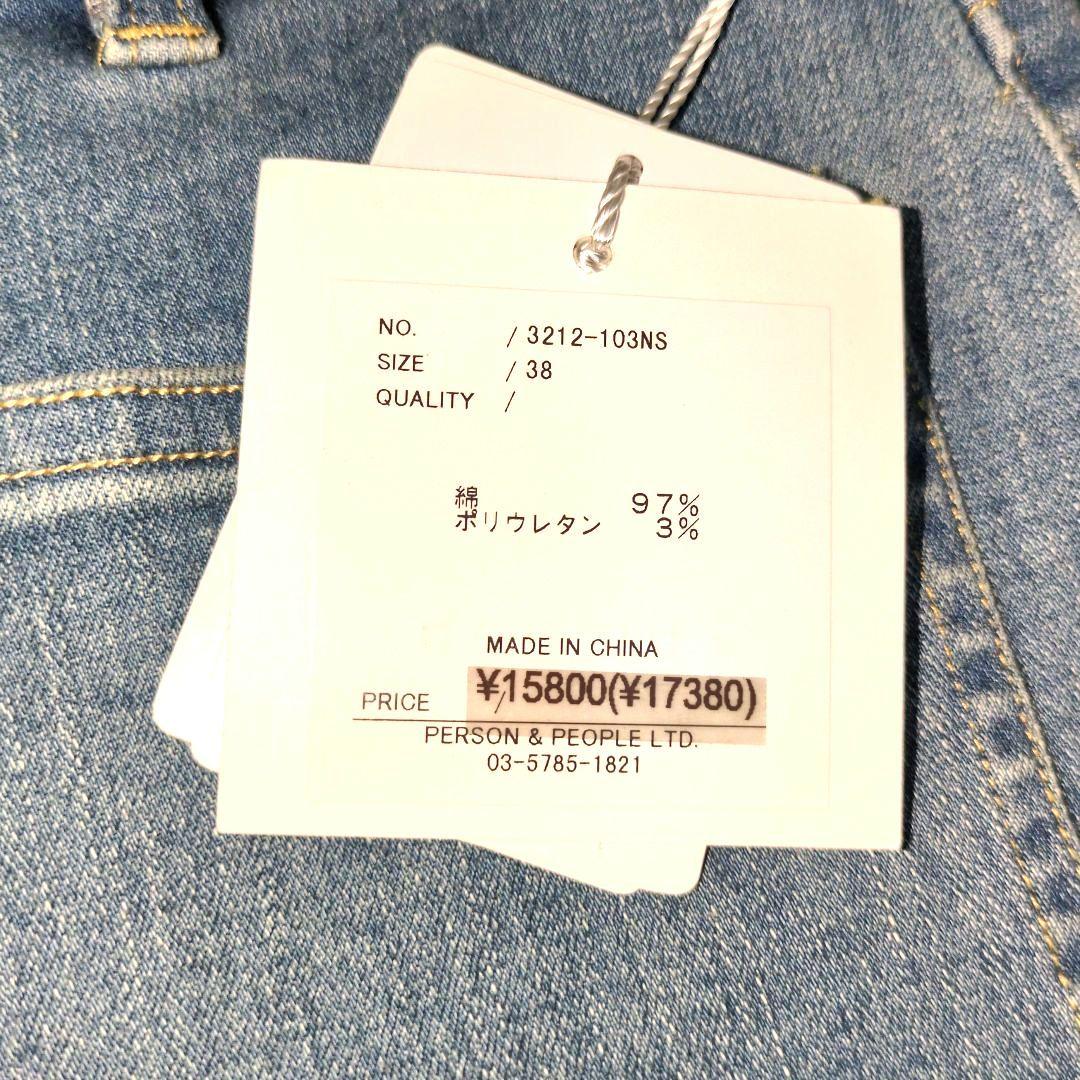 NO. / 3212-103NS
SIZE / 38
QUALITY /
綿 97%
ポリウレタン 3%
MADE IN CHINA
PRICE / ¥15800(¥17380)
PERSON & PEOPLE LTD.
03-5785-1821